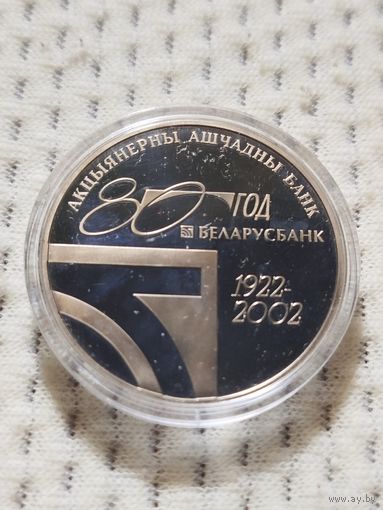 АКЦЫЯНЕРНЫ АШЧАДНЫ БАНК
80 ГОД
БЕЛАРУСБАНК
1922-
2002
www.ay.by